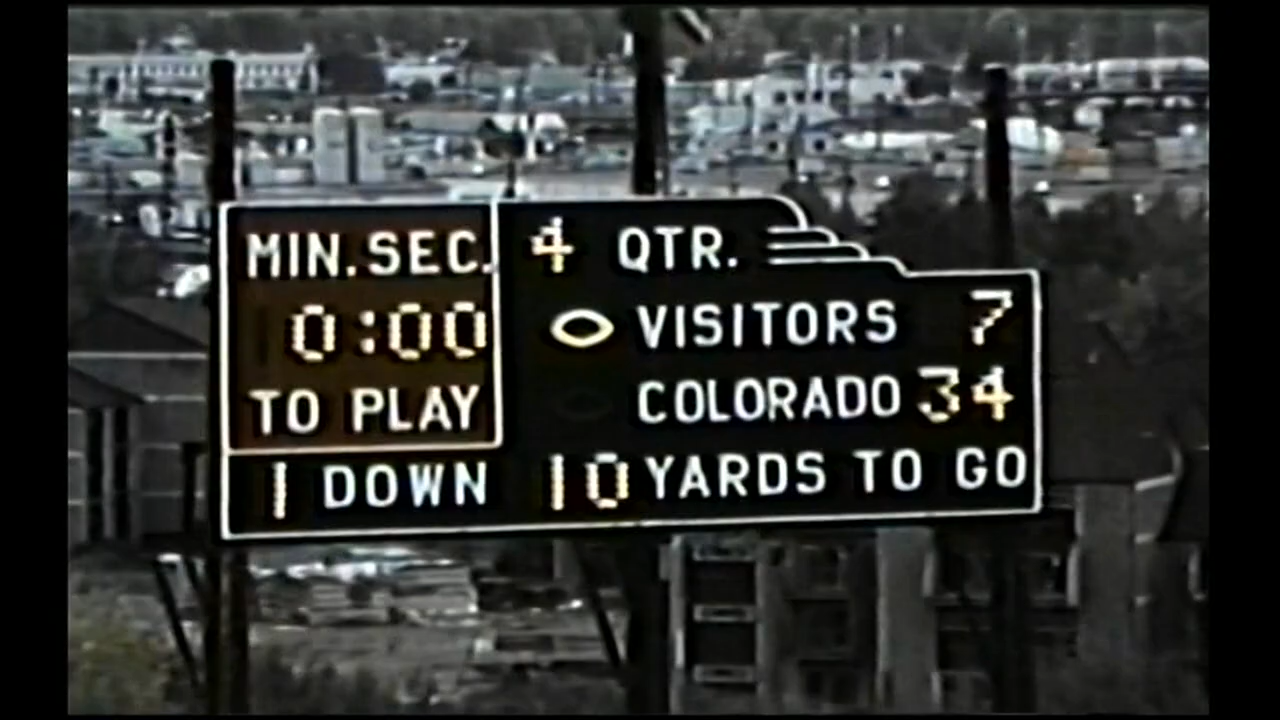 MIN.SEC. 4 QTR.
0:00 VISITORS 7
TO PLAY COLORADO 34
1 DOWN 10 YARDS TO GO